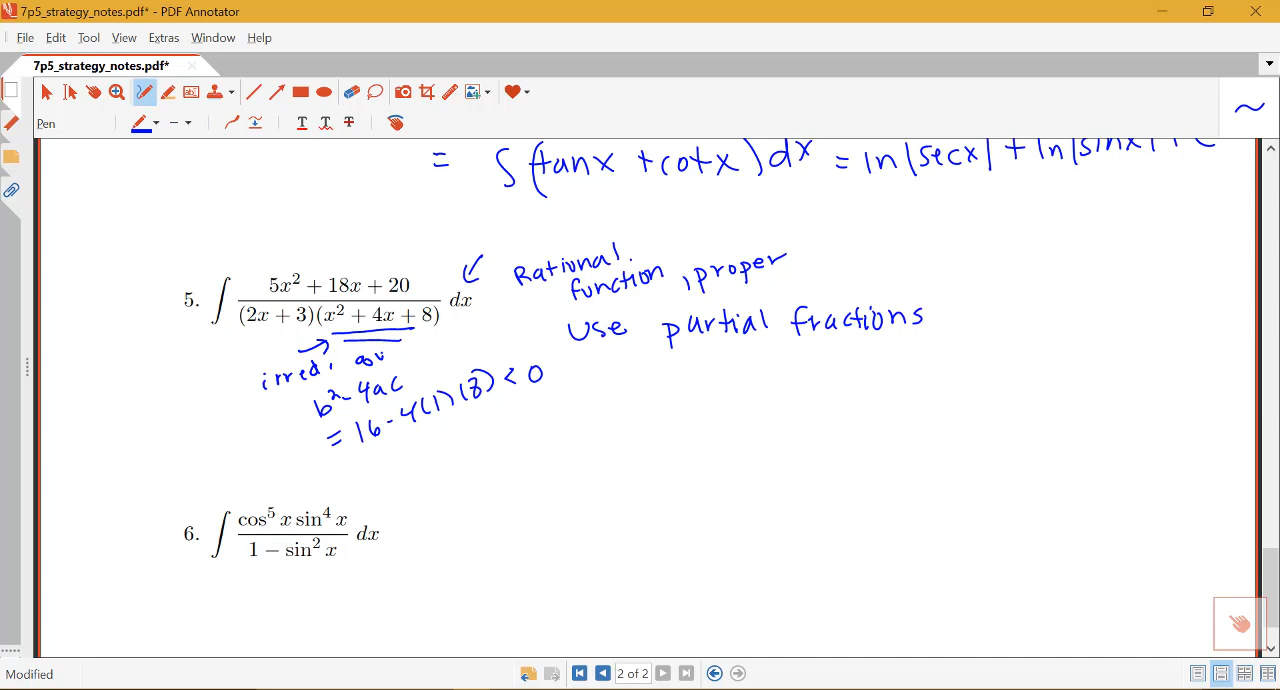 7p5_strategy_notes.pdf* - PDF Annotator
File Edit Tool View Extras Window Help
7p5_strategy_notes.pdf*
Pen
= ∫(tanx + cotx)dx = ln|secx| + ln|sinx| + C
5. ∫ (5x² + 18x + 20) / ((2x + 3)(x² + 4x + 8)) dx
Rational
function, proper
use partial fractions
irred.
b² - 4ac
= 16 - 4(1)(8) < 0
6. ∫ (cos⁵ x sin⁴ x) / (1 − sin² x) dx
Modified
2 of 2